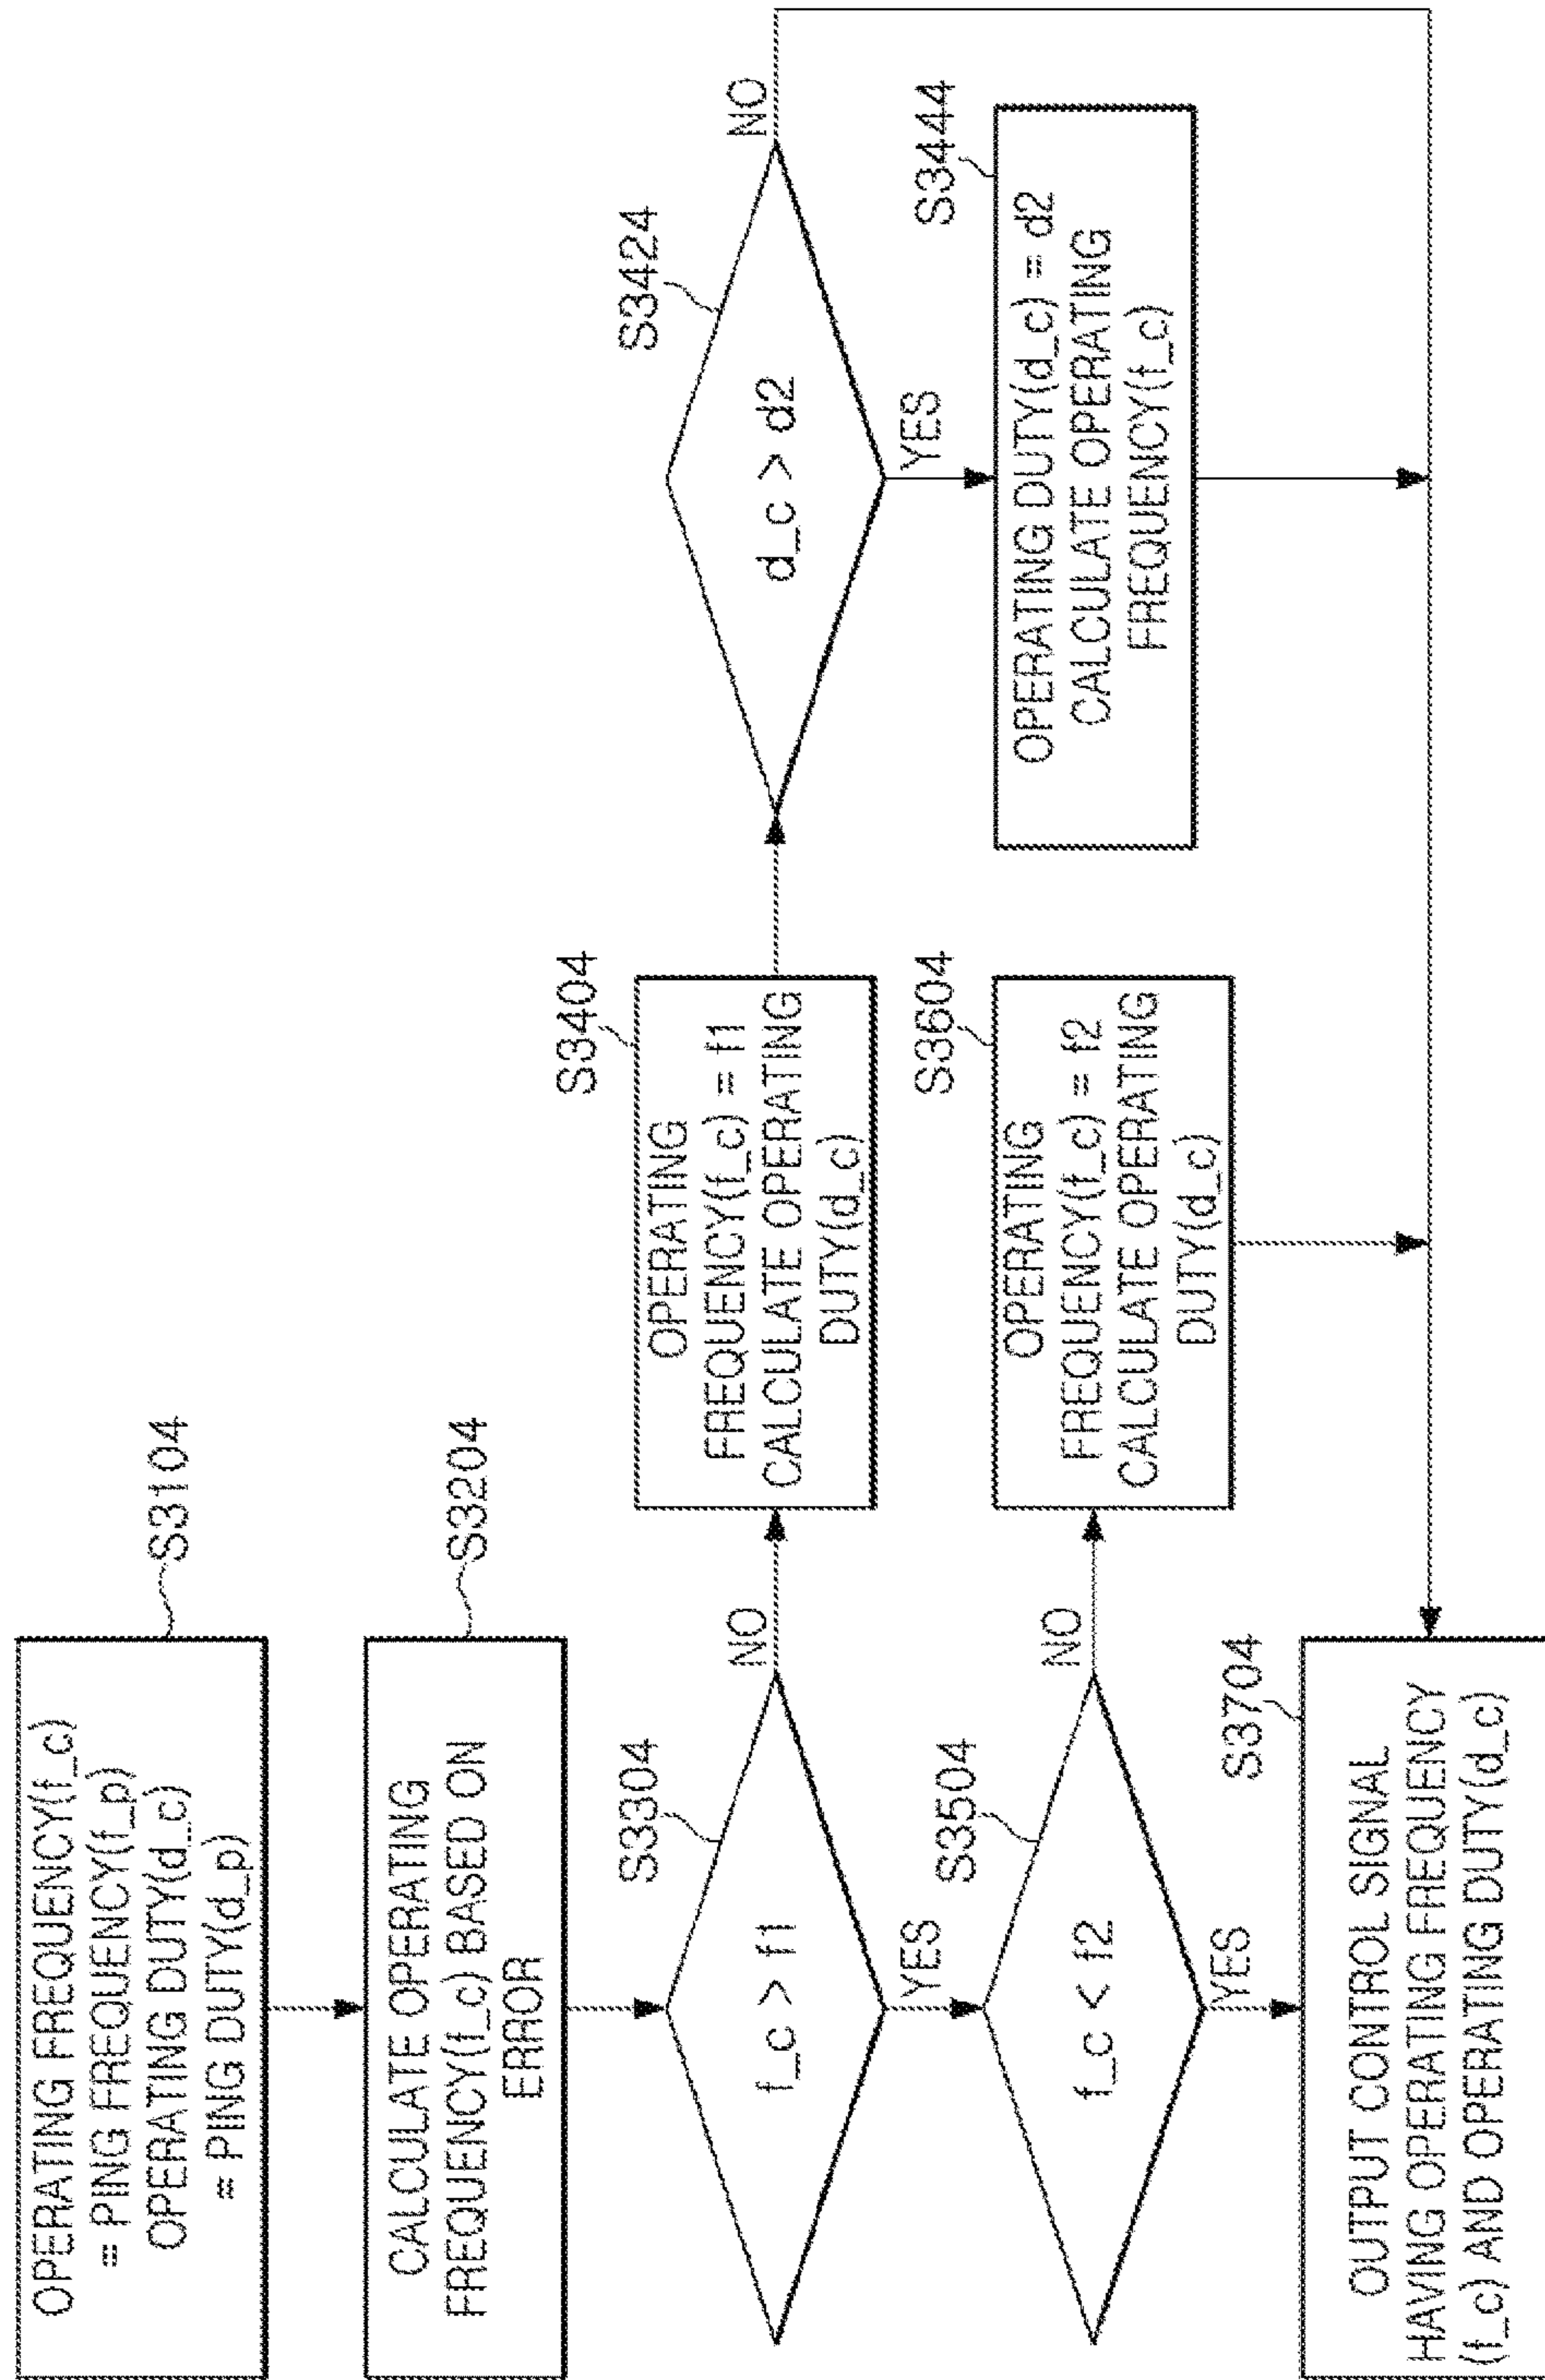 OPERATING FREQUENCY(f_c)
= PING FREQUENCY(f_p)
OPERATING DUTY(d_c)
= PING DUTY(d_p)
S3104
CALCULATE OPERATING
FREQUENCY(f_c) BASED ON
ERROR
S3204
S3304
f_c > f1
NO
YES
S3404
OPERATING
FREQUENCY(f_c) = f1
CALCULATE OPERATING
DUTY(d_c)
S3424
d_c > d2
NO
YES
S3444
OPERATING DUTY(d_c) = d2
CALCULATE OPERATING
FREQUENCY(f_c)
S3504
f_c < f2
NO
YES
S3604
OPERATING
FREQUENCY(f_c) = f2
CALCULATE OPERATING
DUTY(d_c)
S3704
OUTPUT CONTROL SIGNAL
HAVING OPERATING FREQUENCY
(f_c) AND OPERATING DUTY(d_c)